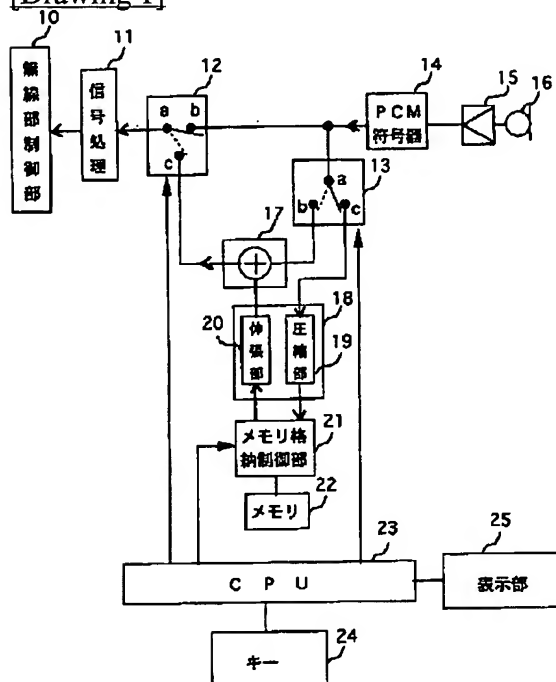 [Drawing 1]
10
11
12
14
15
16
無線部制御部
信号処理
a
b
c
PCM
符号器
13
a
b
c
17
+
18
20
伸張部
圧縮部
19
21
メモリ格
納制御部
22
メモリ
23
CPU
25
表示部
24
キー